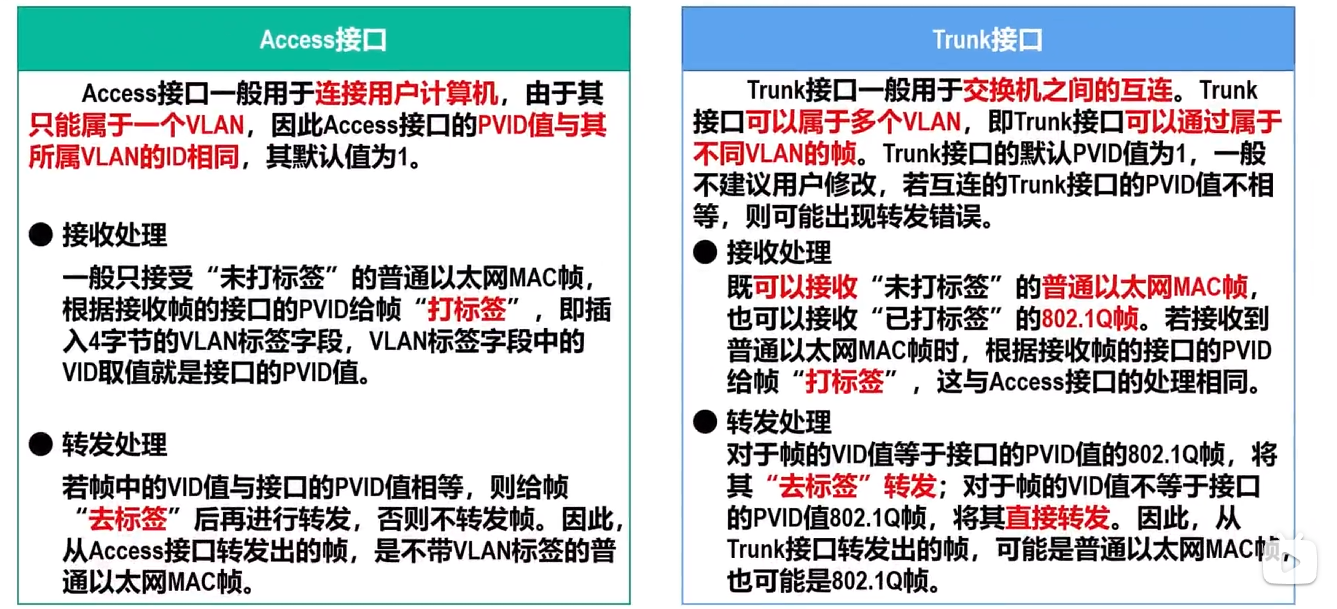 Access接口
Access接口一般用于连接用户计算机，由于其
只能属于一个VLAN，因此Access接口的PVID值与其
所属VLAN的ID相同，其默认值为1。
● 接收处理
一般只接受“未打标签”的普通以太网MAC帧，
根据接收帧的接口的PVID给帧“打标签”，即插
入4字节的VLAN标签字段，VLAN标签字段中的
VID取值就是接口的PVID值。
● 转发处理
若帧中的VID值与接口的PVID值相等，则给帧
“去标签”后再进行转发，否则不转发帧。因此，
从Access接口转发出的帧，是不带VLAN标签的普
通以太网MAC帧。
Trunk接口
Trunk接口一般用于交换机之间的互连。Trunk
接口可以属于多个VLAN，即Trunk接口可以通过属于
不同VLAN的帧。Trunk接口的默认PVID值为1，一般
不建议用户修改，若互连的Trunk接口的PVID值不相
等，则可能出现转发错误。
● 接收处理
既可以接收“未打标签”的普通以太网MAC帧，
也可以接收“已打标签”的802.1Q帧。若接收到
普通以太网MAC帧时，根据接收帧的接口的PVID
给帧“打标签”，这与Access接口的处理相同。
● 转发处理
对于帧的VID值等于接口的PVID值的802.1Q帧，将
其“去标签”转发；对于帧的VID值不等于接口
的PVID值802.1Q帧，将其直接转发。因此，从
Trunk接口转发出的帧，可能是普通以太网MAC帧，
也可能是802.1Q帧。